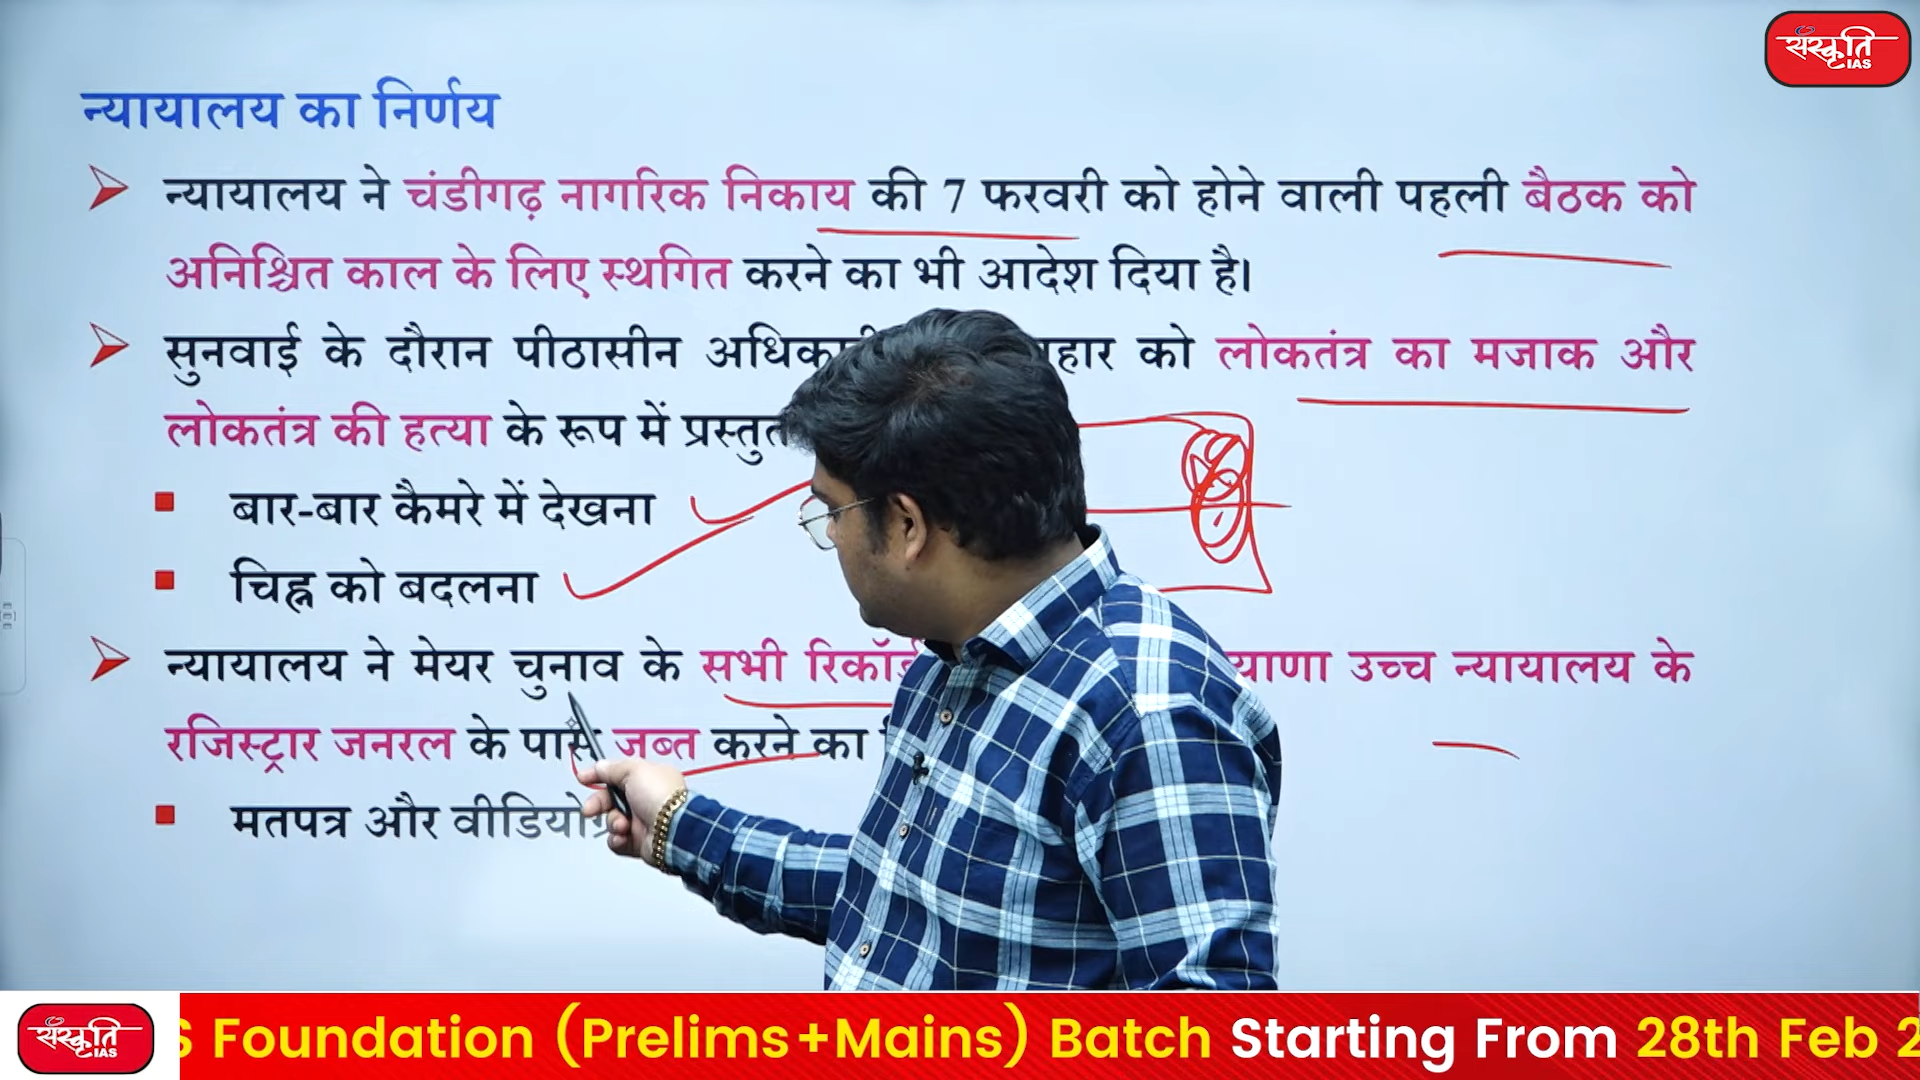 संस्कृति
IAS
न्यायालय का निर्णय
न्यायालय ने चंडीगढ़ नागरिक निकाय की 7 फरवरी को होने वाली पहली बैठक को
अनिश्चित काल के लिए स्थगित करने का भी आदेश दिया है।
सुनवाई के दौरान पीठासीन को लोकतंत्र का मजाक और
लोकतंत्र की हत्या के रूप में प्रस्तुत
बार-बार कैमरे में देखना
चिह्न को बदलना
न्यायालय ने मेयर चुनाव के सभी उच्च न्यायालय के
रजिस्ट्रार जनरल के पास जब्त करने का
मतपत्र और
संस्कृति
IAS
S Foundation (Prelims+Mains) Batch Starting From 28th Feb